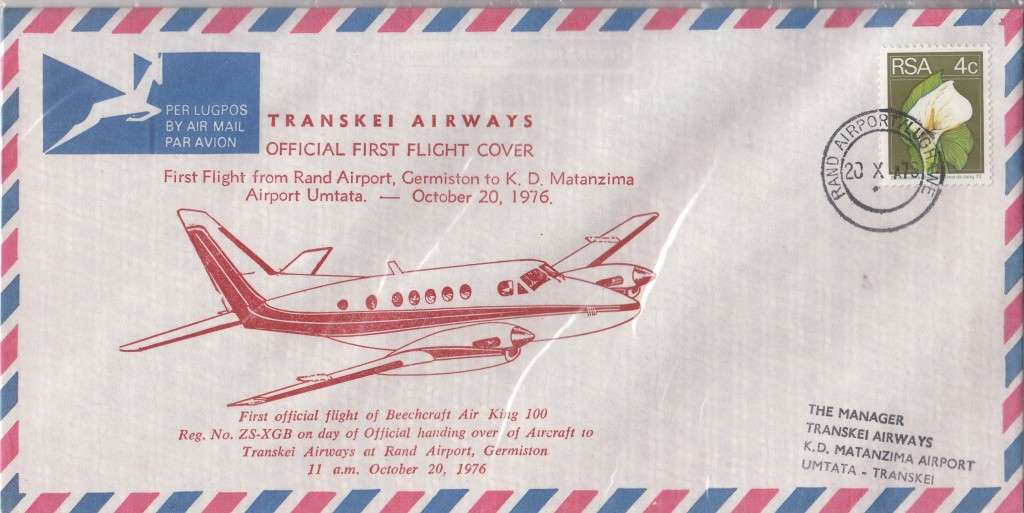 PER LUGPOS
BY AIR MAIL
PAR AVION
TRANSKEI AIRWAYS
OFFICIAL FIRST FLIGHT COVER
First Flight from Rand Airport, Germiston to K. D. Matanzima
Airport Umtata. — October 20, 1976.
RSA 4c
RAND AIRPORT/LUGHAWE
20 X
First official flight of Beechcraft Air King 100
Reg. No. ZS-XGB on day of Official handing over of Aircraft to
Transkei Airways at Rand Airport, Germiston
11 a.m. October 20, 1976
THE MANAGER
TRANSKEI AIRWAYS
K.D. MATANZIMA AIRPORT
UMTATA - TRANSKEI